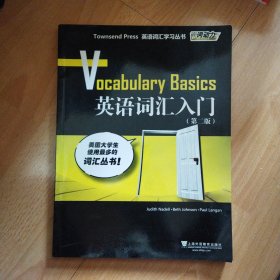 Townsend Press 英语词汇学习丛书
Vocabulary Basics
英语词汇入门
(第二版)
美国大学生
使用最多的
词汇丛书!
Judith Nadell · Beth Johnson · Paul Langan
上海外语教育出版社